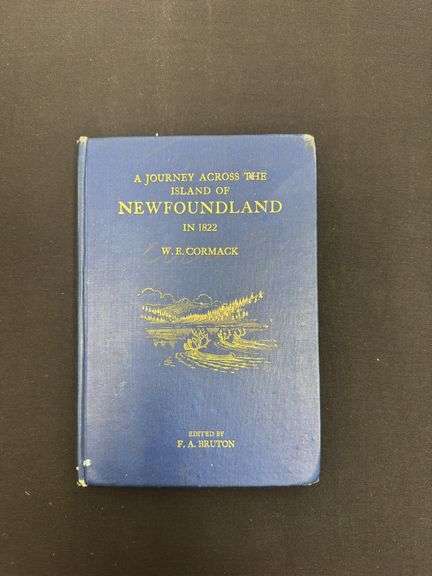 A JOURNEY ACROSS THE
ISLAND OF
NEWFOUNDLAND
IN 1822
W. E. CORMACK
EDITED BY
F. A. BRUTON